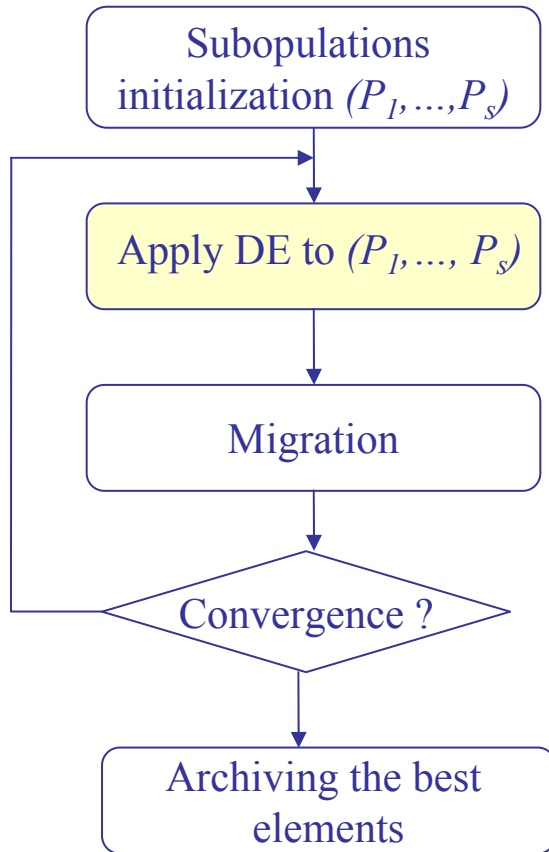 Subopulations
initialization (P1,...,Ps)
Apply DE to (P1,..., Ps)
Migration
Convergence ?
Archiving the best
elements